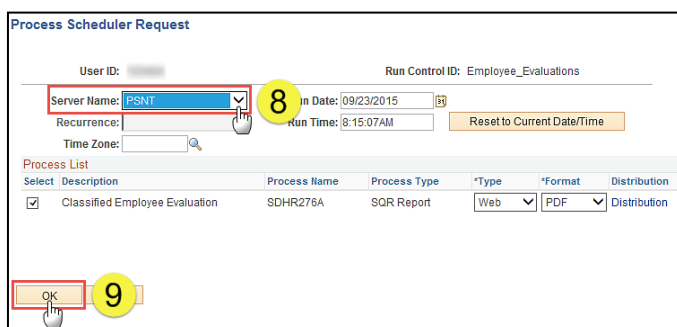 Process Scheduler Request
User ID: Run Control ID: Employee_Evaluations
Server Name: PSNT 8 Run Date: 09/23/2015
Recurrence: Run Time: 8:15:07AM Reset to Current Date/Time
Time Zone:
Process List
Select Description Process Name Process Type *Type *Format Distribution
Classified Employee Evaluation SDHR276A SQR Report Web PDF Distribution
OK 9